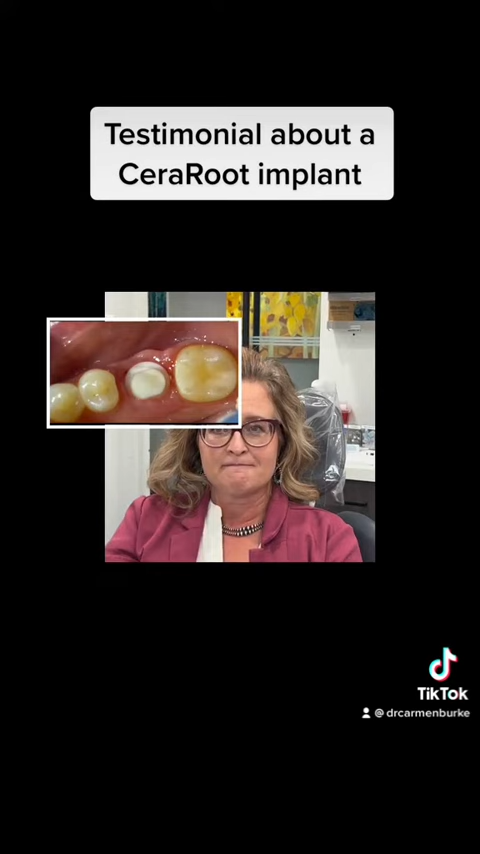 Testimonial about a
CeraRoot implant
TikTok
@ drcarmenburke